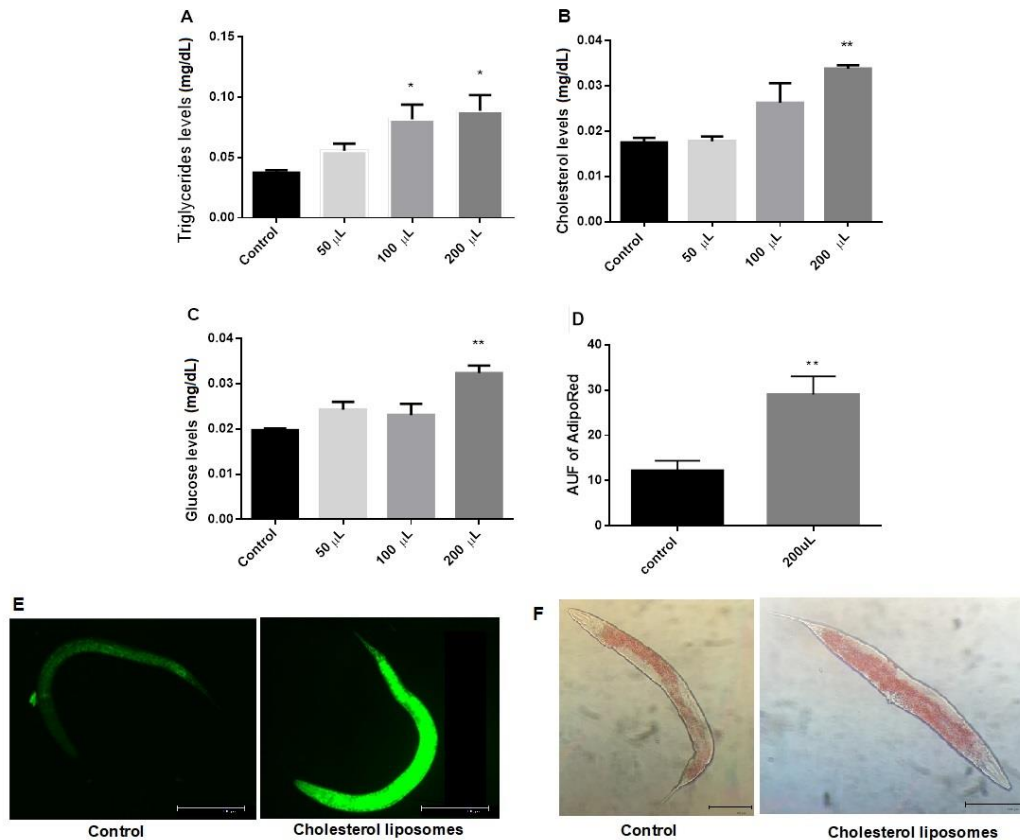 A
Triglycerides levels (mg/dL)
0.15
0.10
0.05
0.00
*
*
Control
50 μL
100 μL
200 μL
B
Cholesterol levels (mg/dL)
0.04
0.03
0.02
0.01
0.00
**
Control
50 μL
100 μL
200 μL
C
Glucose levels (mg/dL)
0.04
0.03
0.02
0.01
0.00
**
Control
50 μL
100 μL
200 μL
D
AUF of AdipoRed
40
30
20
10
0
**
control
200uL
E
Control
Cholesterol liposomes
F
Control
Cholesterol liposomes